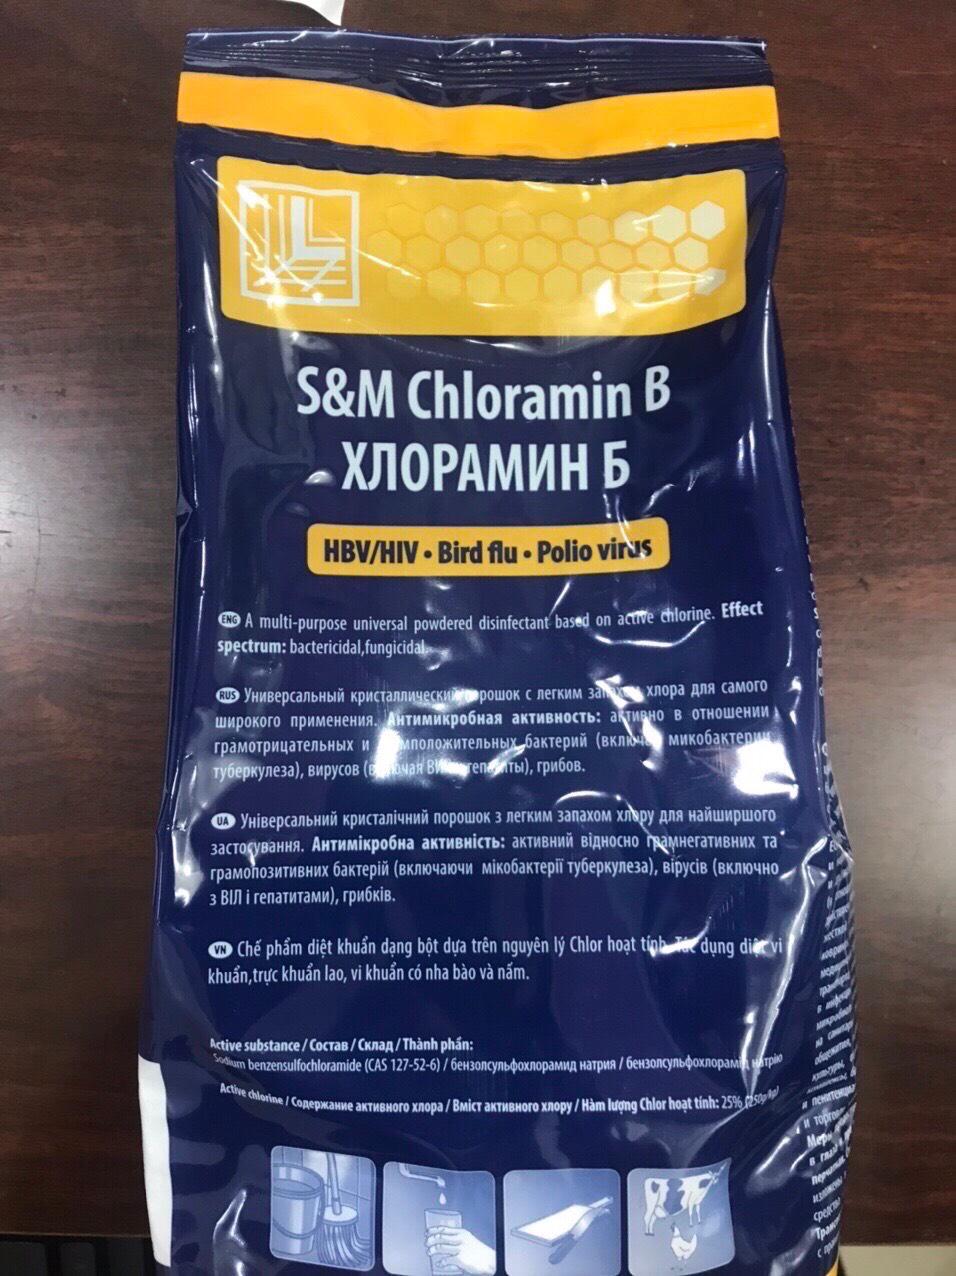 S&M Chloramin B
ХЛОРАМИН Б
HBV/HIV • Bird flu • Polio virus
ENG A multi-purpose universal powdered disinfectant based on active chlorine. Effect
spectrum: bactericidal,fungicidal.
RUS Универсальный кристаллический порошок с легким запахом хлора для самого
широкого применения. Антимикробная активность: активно в отношении
грамотрицательных и бактерий (включая микобактерии
туберкулеза), вирусов (включая ВИЧ и гепатиты), грибов.
UA Універсальний кристалічний порошок з легким запахом хлору для найширшого
застосування. Антимікробна активність: активний відносно грамнегативних та
грамопозитивних бактерій (включаючи мікобактерії туберкулеза), вірусів (включно
з ВІЛ і гепатитами), грибків.
VN Chế phẩm diệt khuẩn dạng bột dựa trên nguyên lý Chlor hoạt tính. Tác dụng diệt vi
khuẩn,trực khuẩn lao, vi khuẩn có nha bào và nấm.
Active substance / Состав / Склад / Thành phần:
Sodium benzensulfochloramide (CAS 127-52-6) / бензолсульфохлорамид натрия / бензолсульфохлорамід натрію
Active chlorine / Содержание активного хлора / Вміст активного хлору / Hàm lượng Chlor hoạt tính: 25% (250g/kg)